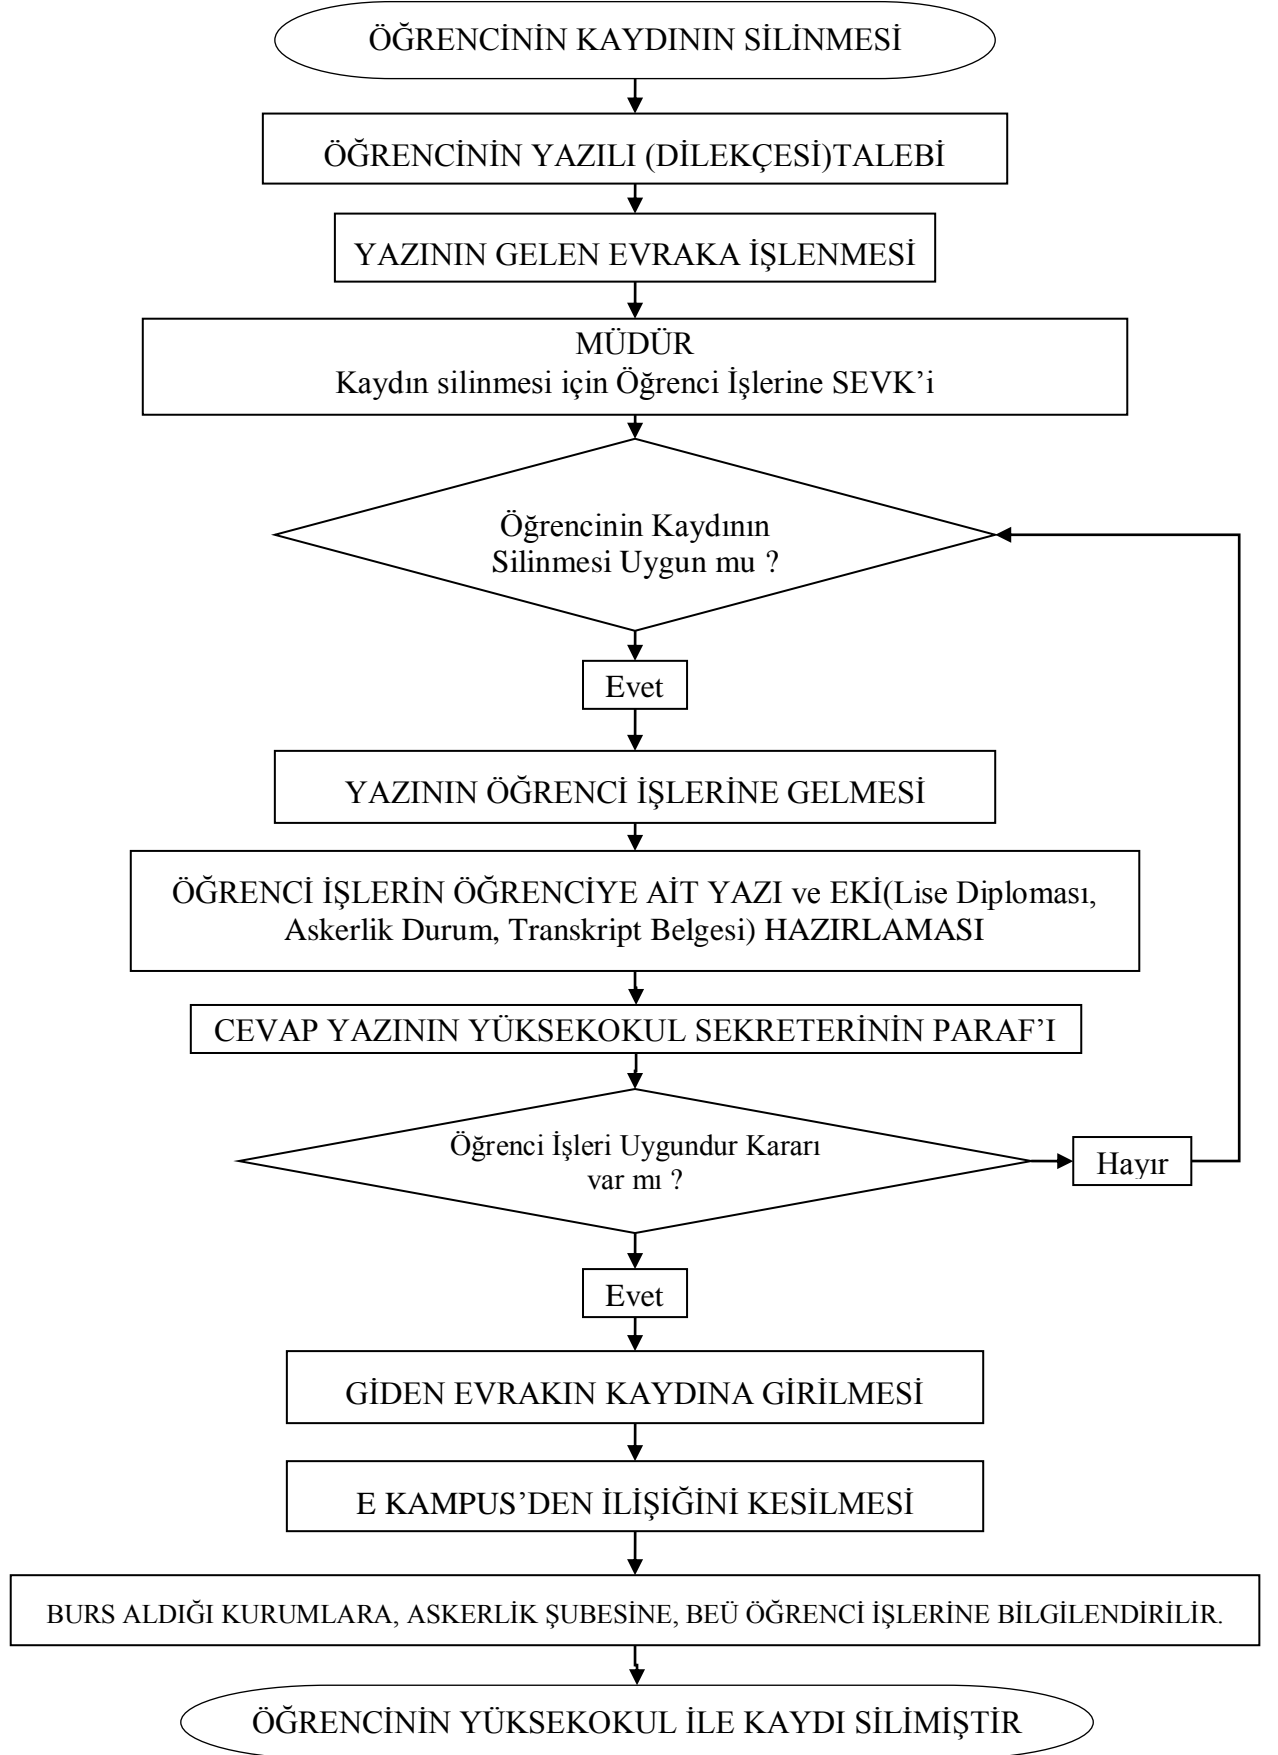 ÖĞRENCİNİN KAYDININ SİLİNMESİ
ÖĞRENCİNİN YAZILI (DİLEKÇESİ)TALEBİ
YAZININ GELEN EVRAKA İŞLENMESİ
MÜDÜR
Kaydın silinmesi için Öğrenci İşlerine SEVK’i
Öğrencinin Kaydının
Silinmesi Uygun mu ?
Evet
YAZININ ÖĞRENCİ İŞLERİNE GELMESİ
ÖĞRENCİ İŞLERİN ÖĞRENCİYE AİT YAZI ve EKİ(Lise Diploması,
Askerlik Durum, Transkript Belgesi) HAZIRLAMASI
CEVAP YAZININ YÜKSEKOKUL SEKRETERİNİN PARAF’I
Öğrenci İşleri Uygundur Kararı
var mı ?
Hayır
Evet
GİDEN EVRAKIN KAYDINA GİRİLMESİ
E KAMPUS’DEN İLİŞİĞİNİ KESİLMESİ
BURS ALDIĞI KURUMLARA, ASKERLİK ŞUBESİNE, BEÜ ÖĞRENCİ İŞLERİNE BİLGİLENDİRİLİR.
ÖĞRENCİNİN YÜKSEKOKUL İLE KAYDI SİLİMİŞTİR